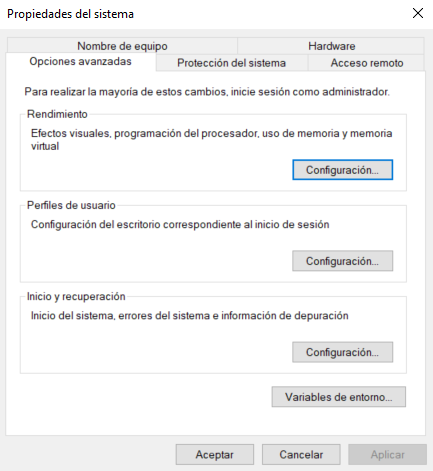 Propiedades del sistema
Nombre de equipo
Hardware
Opciones avanzadas
Protección del sistema
Acceso remoto
Para realizar la mayoría de estos cambios, inicie sesión como administrador.
Rendimiento
Efectos visuales, programación del procesador, uso de memoria y memoria
virtual
Configuración...
Perfiles de usuario
Configuración del escritorio correspondiente al inicio de sesión
Configuración...
Inicio y recuperación
Inicio del sistema, errores del sistema e información de depuración
Configuración...
Variables de entorno...
Aceptar
Cancelar
Aplicar